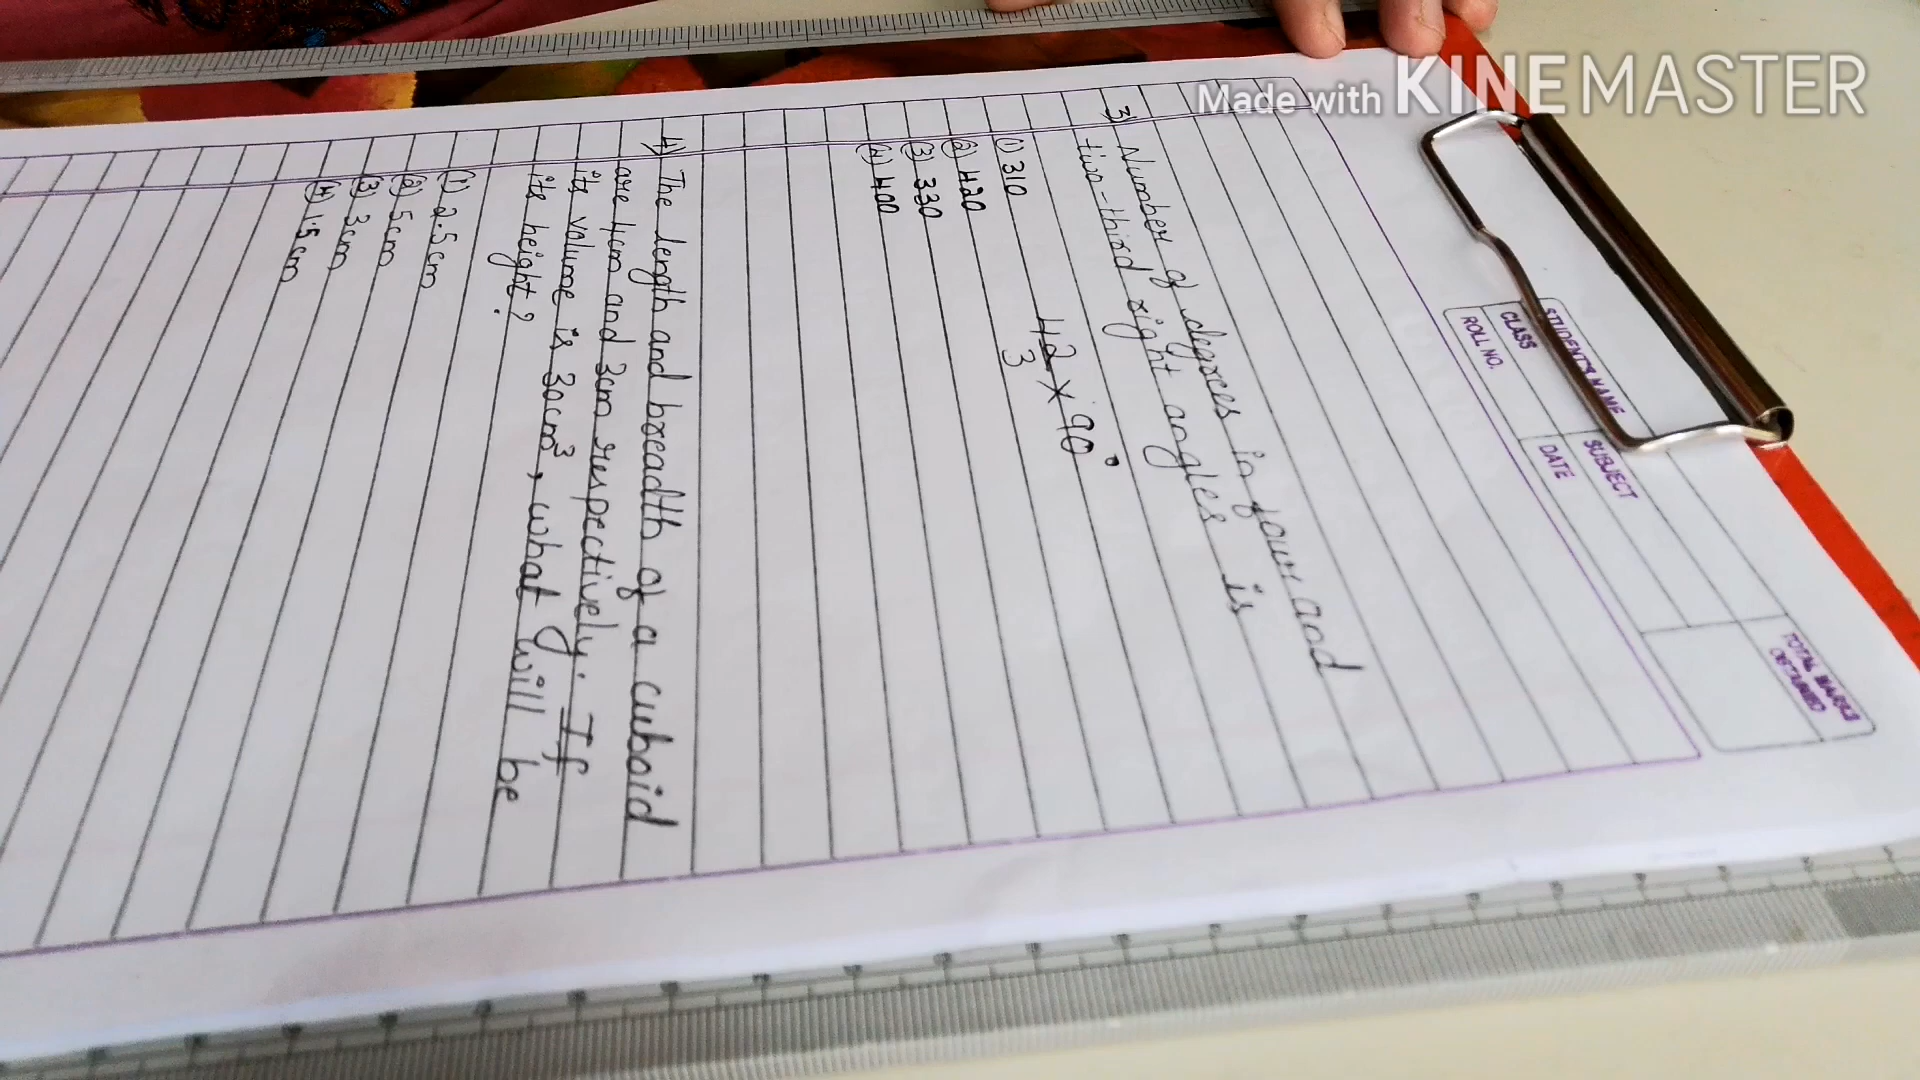 Made with KINEMASTER
STUDENT'S NAME
CLASS
SUBJECT
ROLL NO.
DATE
TOTAL MARKS
OBTAINED
3) Number of degrees in four and
two-third right angles is
4 2/3 × 90°
(1) 310
(2) 420
(3) 330
(4) 400
4) The length and breadth of a cuboid
are 4cm and 3cm respectively. If
its volume is 30cm³, what will be
its height?
(1) 2.5cm
(2) 5cm
(3) 3cm
(4) 1.5cm